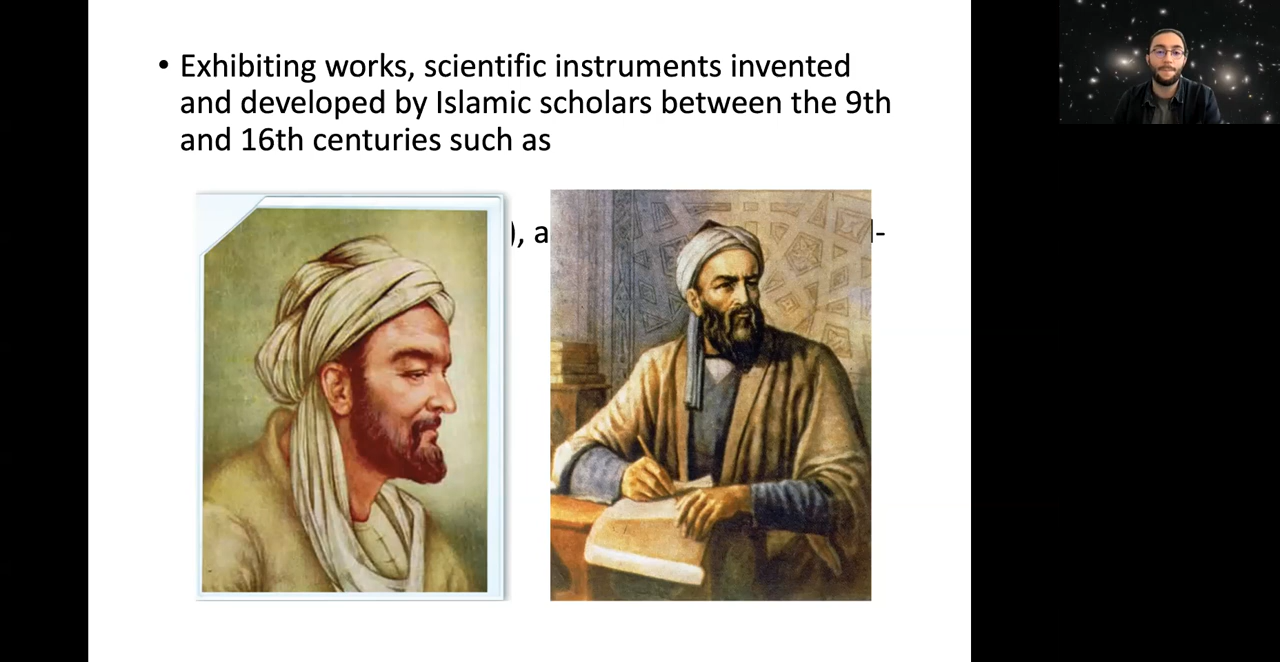 • Exhibiting works, scientific instruments invented
and developed by Islamic scholars between the 9th
and 16th centuries such as
), a
-